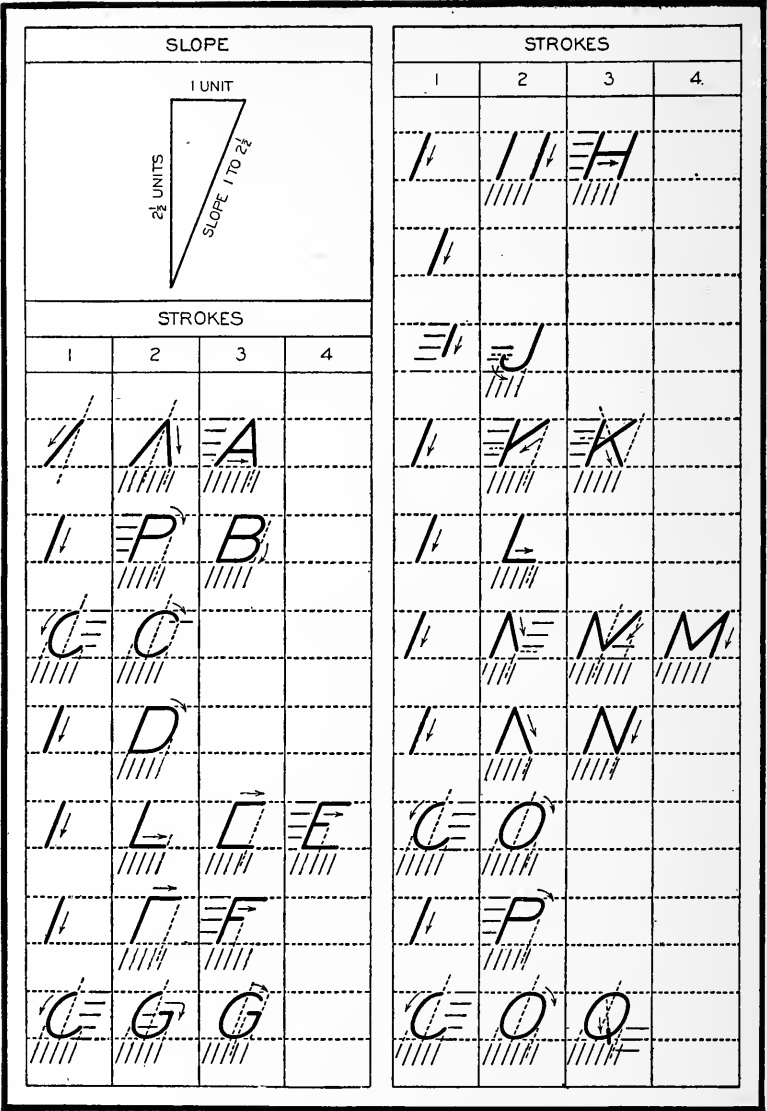 SLOPE
1 UNIT
2½ UNITS
SLOPE 1 TO 2½
STROKES
1 2 3 4
/ Λ A
I P B
C C
I D
I L C E
I Γ F
C G G
STROKES
1 2 3 4.
I I I H
I
I J
I Y K
I L
I Λ N M
I Λ N
C O
I P
C O Q